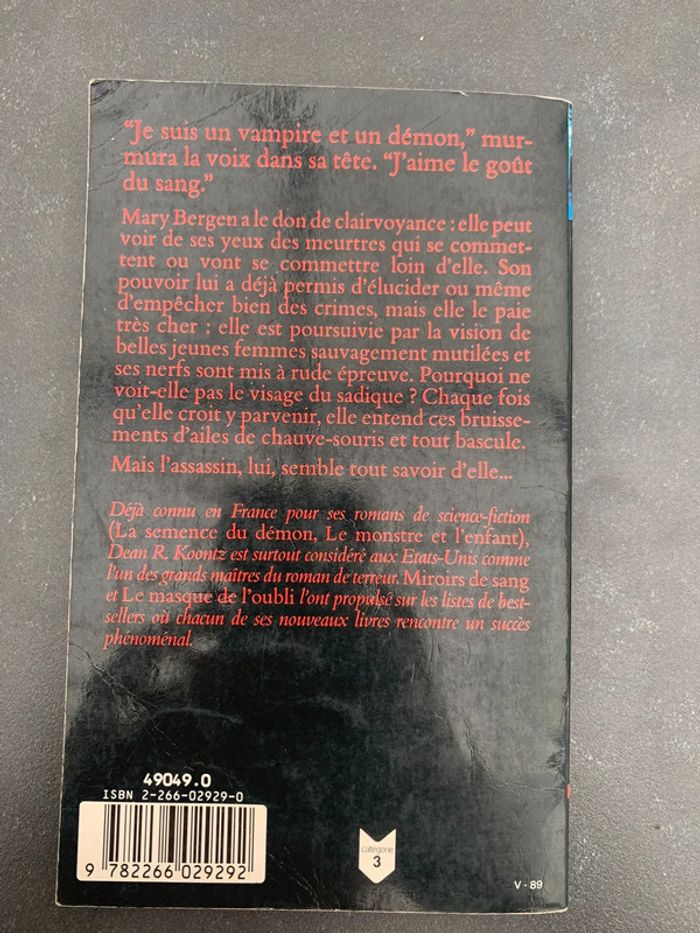 “Je suis un vampire et un démon,” mur-
mura la voix dans sa tête. “J’aime le goût
du sang.”
Mary Bergen a le don de clairvoyance : elle peut
voir de ses yeux des meurtres qui se commet-
tent ou vont se commettre loin d’elle. Son
pouvoir lui a déjà permis d’élucider ou même
d’empêcher bien des crimes, mais elle le paie
très cher : elle est poursuivie par la vision de
belles jeunes femmes sauvagement mutilées et
ses nerfs sont mis à rude épreuve. Pourquoi ne
voit-elle pas le visage du sadique ? Chaque fois
qu’elle croit y parvenir, elle entend ces bruisse-
ments d’ailes de chauve-souris et tout bascule.
Mais l’assassin, lui, semble tout savoir d’elle...
Déjà connu en France pour ses romans de science-fiction
(La semence du démon, Le monstre et l’enfant),
Dean R. Koontz est surtout considéré aux Etats-Unis comme
l’un des grands maîtres du roman de terreur. Miroirs de sang
et Le masque de l’oubli l’ont propulsé sur les listes de best-
sellers où chacun de ses nouveaux livres rencontre un succès
phénoménal.
49049.0
ISBN 2-266-02929-0
9 782266 029292
catégorie
3
V - 89